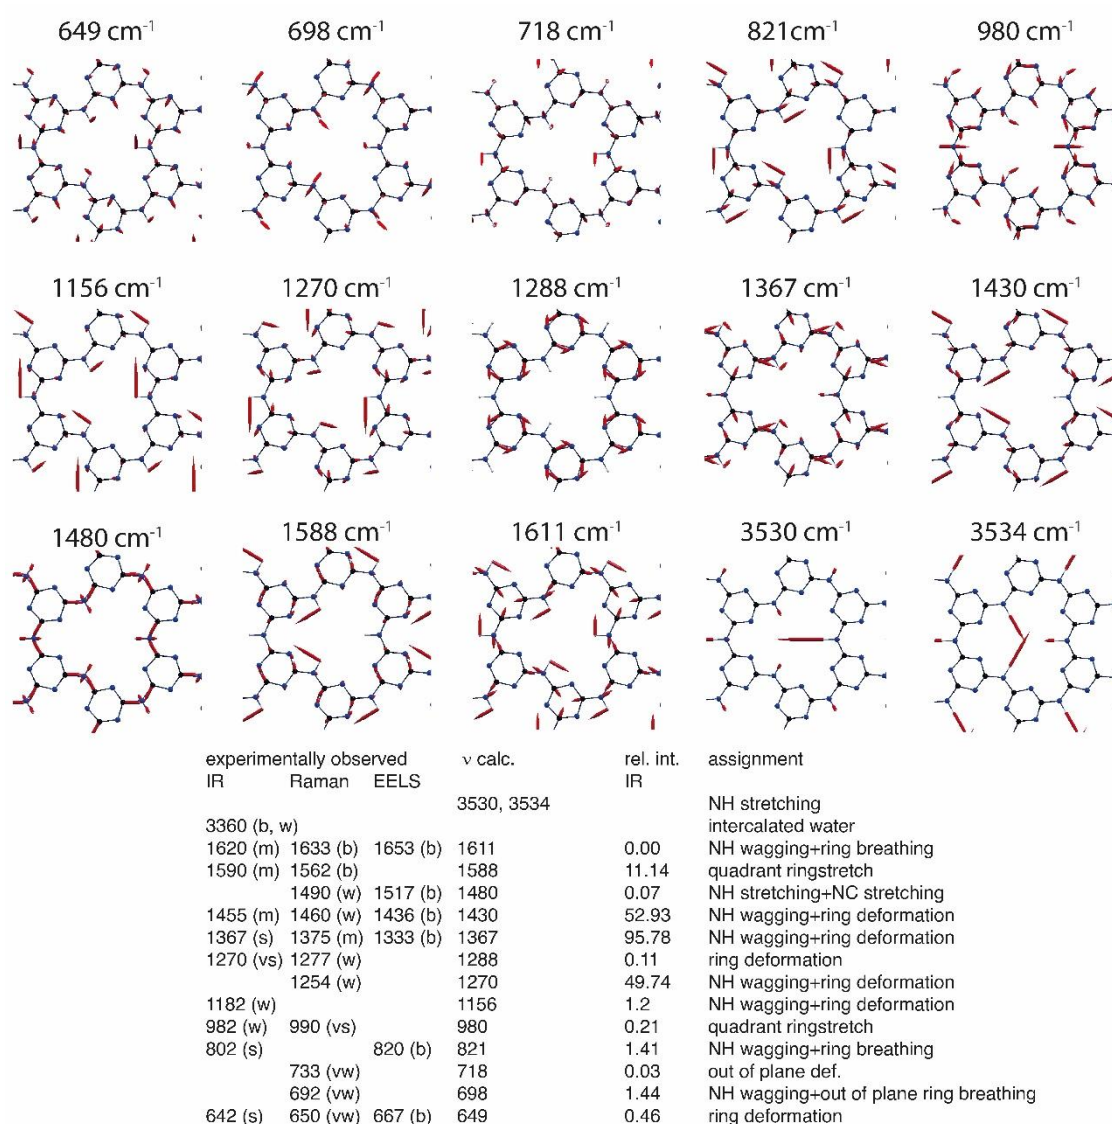 649 cm⁻¹ 698 cm⁻¹ 718 cm⁻¹ 821cm⁻¹ 980 cm⁻¹
1156 cm⁻¹ 1270 cm⁻¹ 1288 cm⁻¹ 1367 cm⁻¹ 1430 cm⁻¹
1480 cm⁻¹ 1588 cm⁻¹ 1611 cm⁻¹ 3530 cm⁻¹ 3534 cm⁻¹
experimentally observed ν calc. rel. int. assignment
IR Raman EELS IR
3530, 3534 NH stretching
3360 (b, w) intercalated water
1620 (m) 1633 (b) 1653 (b) 1611 0.00 NH wagging+ring breathing
1590 (m) 1562 (b) 1588 11.14 quadrant ringstretch
1490 (w) 1517 (b) 1480 0.07 NH stretching+NC stretching
1455 (m) 1460 (w) 1436 (b) 1430 52.93 NH wagging+ring deformation
1367 (s) 1375 (m) 1333 (b) 1367 95.78 NH wagging+ring deformation
1270 (vs) 1277 (w) 1288 0.11 ring deformation
1254 (w) 1270 49.74 NH wagging+ring deformation
1182 (w) 1156 1.2 NH wagging+ring deformation
982 (w) 990 (vs) 980 0.21 quadrant ringstretch
802 (s) 820 (b) 821 1.41 NH wagging+ring breathing
733 (vw) 718 0.03 out of plane def.
692 (vw) 698 1.44 NH wagging+out of plane ring breathing
642 (s) 650 (vw) 667 (b) 649 0.46 ring deformation